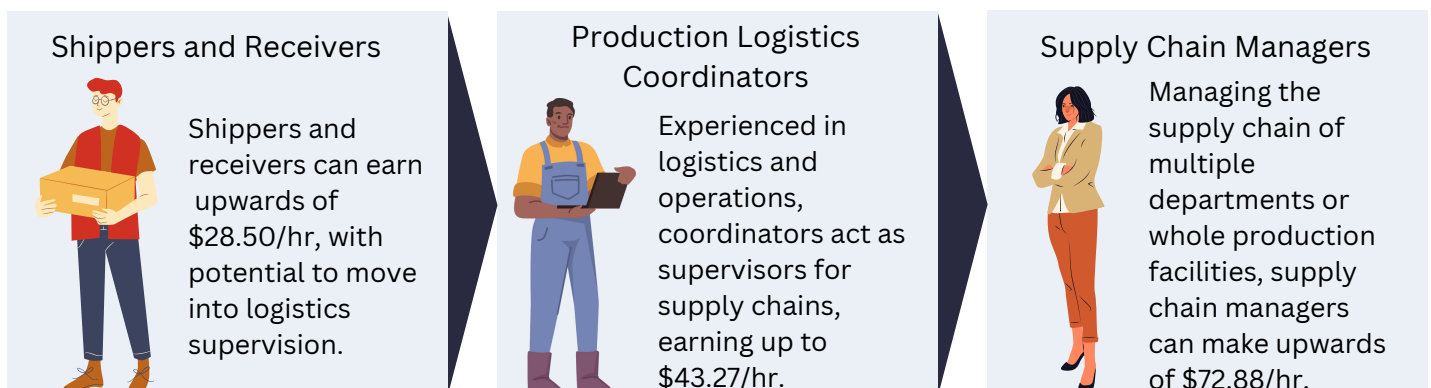 Shippers and Receivers
Shippers and
receivers can earn
upwards of
$28.50/hr, with
potential to move
into logistics
supervision.
Production Logistics
Coordinators
Experienced in
logistics and
operations,
coordinators act as
supervisors for
supply chains,
earning up to
$43.27/hr.
Supply Chain Managers
Managing the
supply chain of
multiple
departments or
whole production
facilities, supply
chain managers
can make upwards
of $72.88/hr.